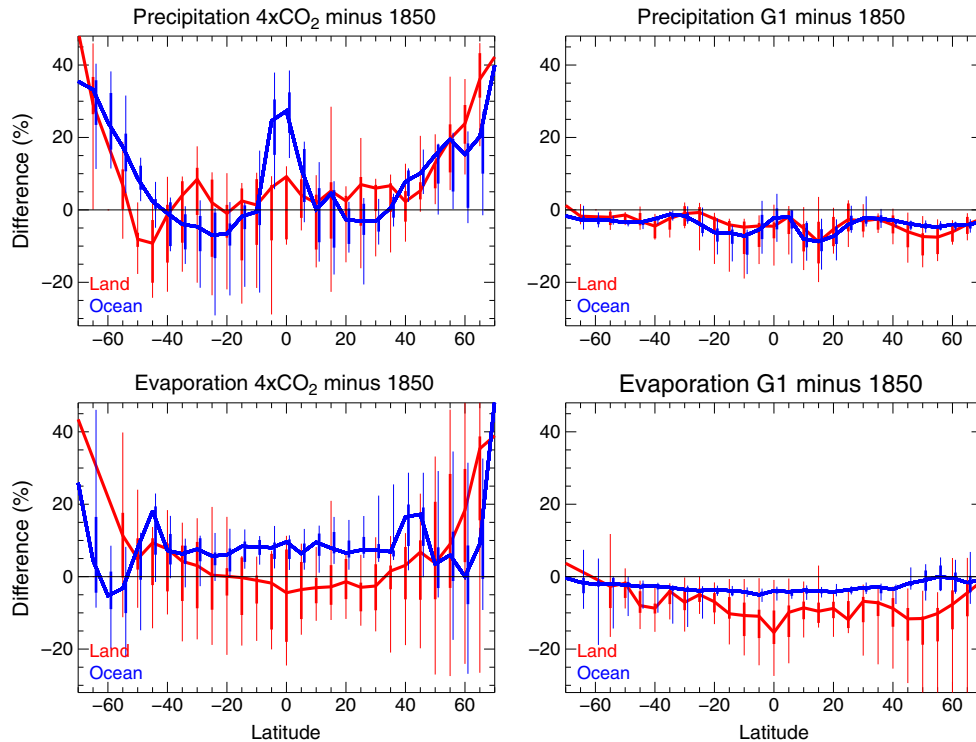 Precipitation 4xCO₂ minus 1850
Difference (%)
40
20
0
−20
Land
Ocean
−60 −40 −20 0 20 40 60
Precipitation G1 minus 1850
40
20
0
−20
Land
Ocean
−60 −40 −20 0 20 40 60
Evaporation 4xCO₂ minus 1850
Difference (%)
40
20
0
−20
Land
Ocean
−60 −40 −20 0 20 40 60
Latitude
Evaporation G1 minus 1850
40
20
0
−20
Land
Ocean
−60 −40 −20 0 20 40 60
Latitude